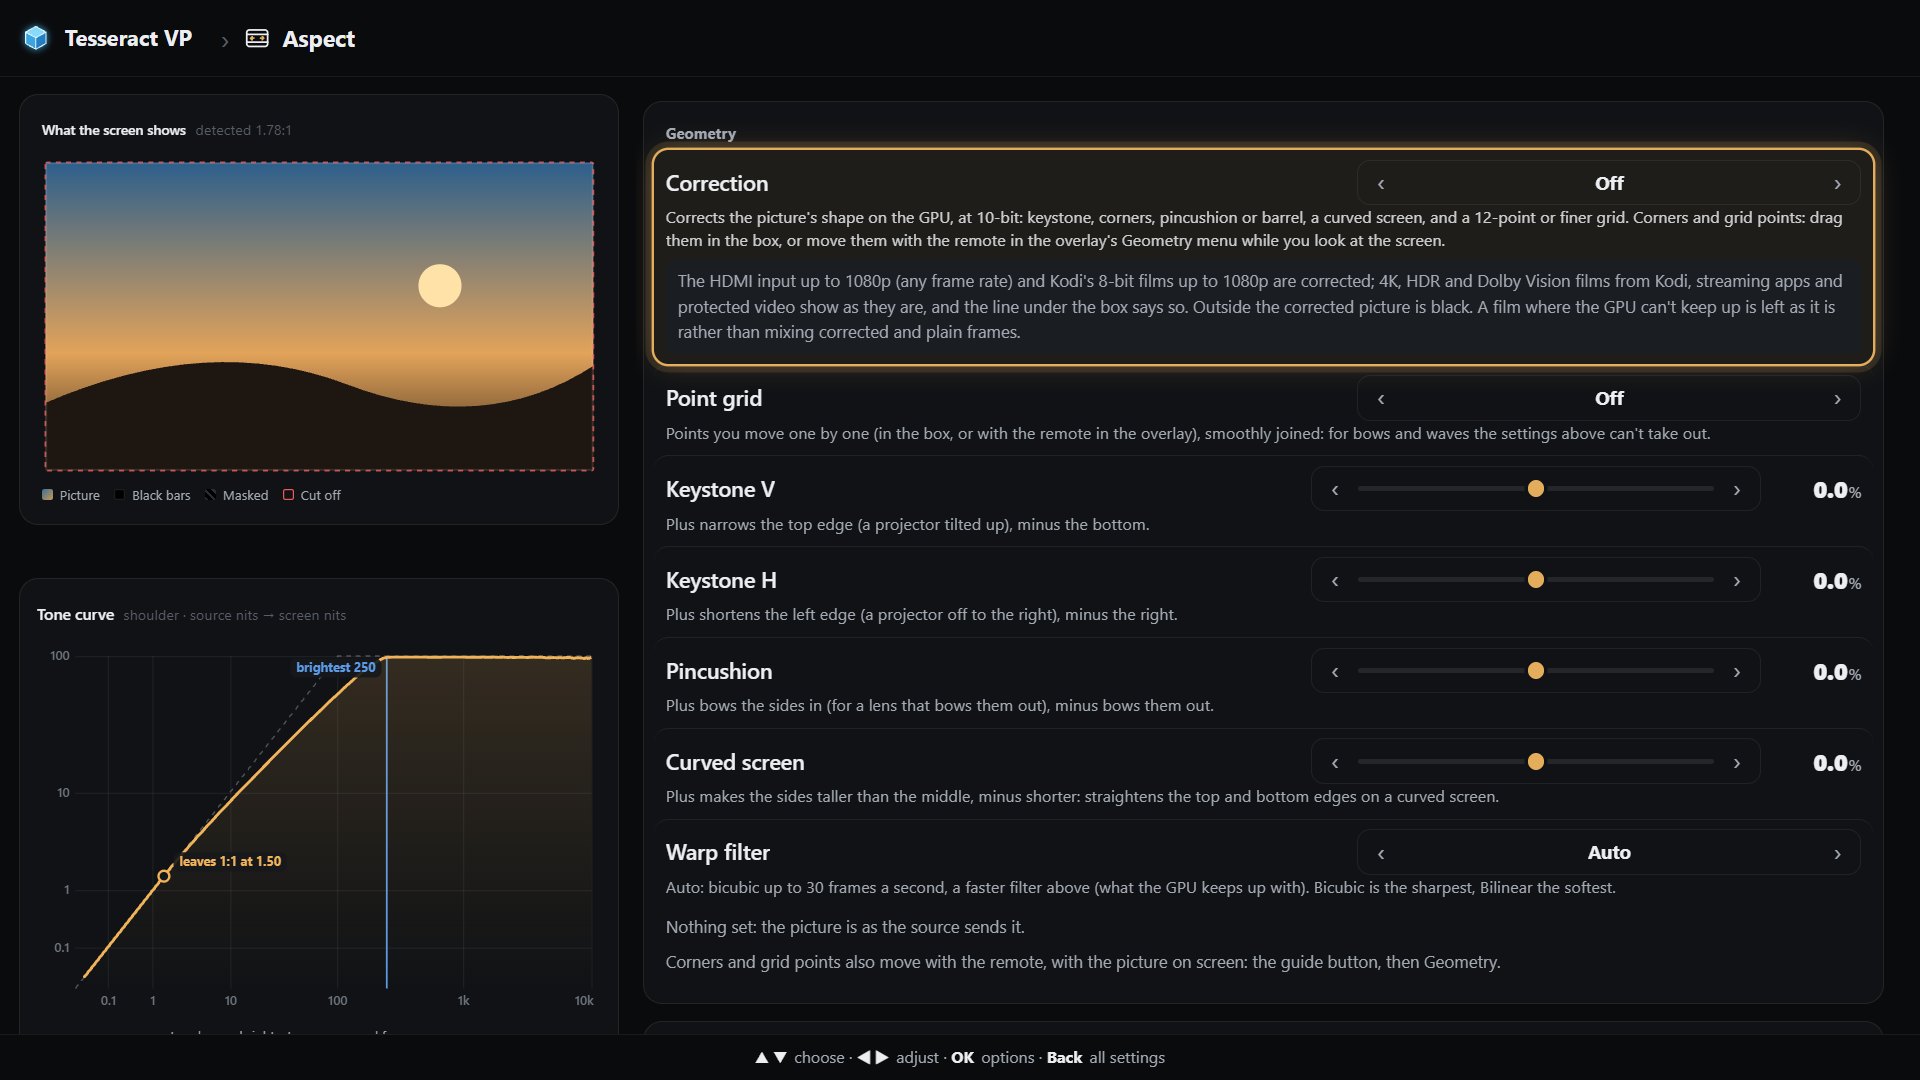 Tesseract VP › Aspect
What the screen shows detected 1.78:1
Picture Black bars Masked Cut off
Tone curve shoulder · source nits → screen nits
100
brightest 250
10
leaves 1:1 at 1.50
1
0.1
0.1 1 10 100 1k 10k
Geometry
Correction ‹ Off ›
Corrects the picture's shape on the GPU, at 10-bit: keystone, corners, pincushion or barrel, a curved screen, and a 12-point or finer grid. Corners and grid points: drag
them in the box, or move them with the remote in the overlay's Geometry menu while you look at the screen.
The HDMI input up to 1080p (any frame rate) and Kodi's 8-bit films up to 1080p are corrected; 4K, HDR and Dolby Vision films from Kodi, streaming apps and
protected video show as they are, and the line under the box says so. Outside the corrected picture is black. A film where the GPU can't keep up is left as it is
rather than mixing corrected and plain frames.
Point grid ‹ Off ›
Points you move one by one (in the box, or with the remote in the overlay), smoothly joined: for bows and waves the settings above can't take out.
Keystone V ‹ › 0.0%
Plus narrows the top edge (a projector tilted up), minus the bottom.
Keystone H ‹ › 0.0%
Plus shortens the left edge (a projector off to the right), minus the right.
Pincushion ‹ › 0.0%
Plus bows the sides in (for a lens that bows them out), minus bows them out.
Curved screen ‹ › 0.0%
Plus makes the sides taller than the middle, minus shorter: straightens the top and bottom edges on a curved screen.
Warp filter ‹ Auto ›
Auto: bicubic up to 30 frames a second, a faster filter above (what the GPU keeps up with). Bicubic is the sharpest, Bilinear the softest.
Nothing set: the picture is as the source sends it.
Corners and grid points also move with the remote, with the picture on screen: the guide button, then Geometry.
▲▼ choose · ◀▶ adjust · OK options · Back all settings